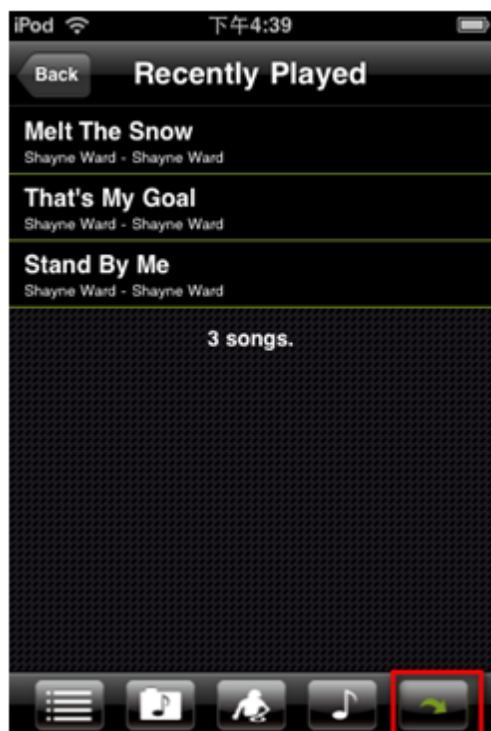 iPod 下午4:39
Back Recently Played
Melt The Snow
Shayne Ward - Shayne Ward
That's My Goal
Shayne Ward - Shayne Ward
Stand By Me
Shayne Ward - Shayne Ward
3 songs.